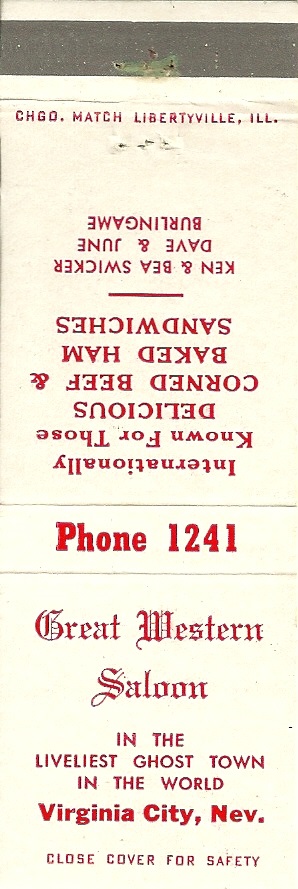 CHGO. MATCH LIBERTYVILLE, ILL.
Internationally
Known For Those
DELICIOUS
CORNED BEEF &
BAKED HAM
SANDWICHES
KEN & BEA SWICKER
DAVE & JUNE
BURLINGAME
Phone 1241
Great Western
Saloon
IN THE
LIVELIEST GHOST TOWN
IN THE WORLD
Virginia City, Nev.
CLOSE COVER FOR SAFETY